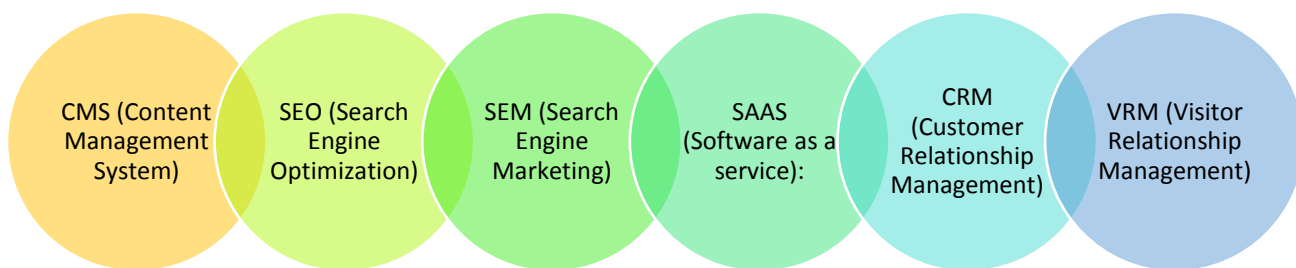 CMS (Content
Management
System)
SEO (Search
Engine
Optimization)
SEM (Search
Engine
Marketing)
SAAS
(Software as a
service):
CRM
(Customer
Relationship
Management)
VRM (Visitor
Relationship
Management)